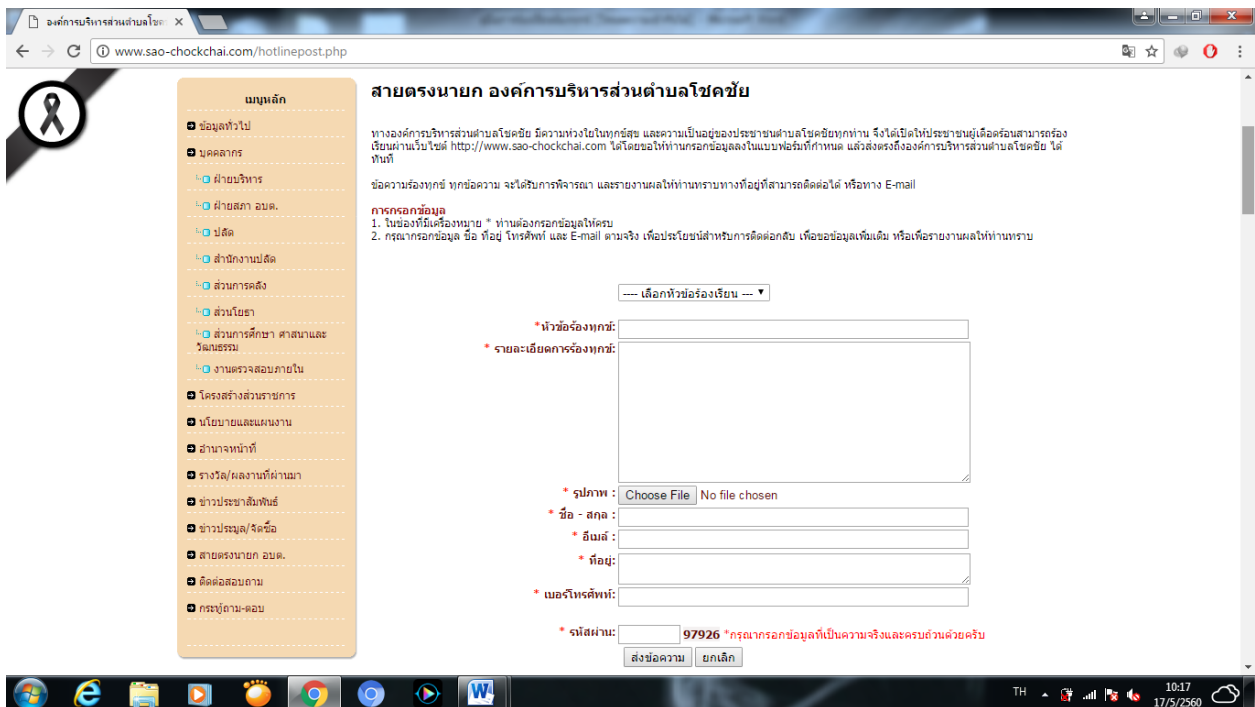 องค์การบริหารส่วนตำบลโชค
www.sao-chockchai.com/hotlinepost.php
เมนูหลัก
ข้อมูลทั่วไป
บุคคลากร
ฝ่ายบริหาร
ฝ่ายสภา อบต.
ปลัด
สำนักงานปลัด
ส่วนการคลัง
ส่วนโยธา
ส่วนการศึกษา ศาสนาและ
วัฒนธรรม
งานตรวจสอบภายใน
โครงสร้างส่วนราชการ
นโยบายและแผนงาน
อำนาจหน้าที่
รางวัล/ผลงานที่ผ่านมา
ข่าวประชาสัมพันธ์
ข่าวประมูล/จัดซื้อ
สายตรงนายก อบต.
ติดต่อสอบถาม
กระทู้ถาม-ตอบ
สายตรงนายก องค์การบริหารส่วนตำบลโชคชัย
ทางองค์การบริหารส่วนตำบลโชคชัย มีความห่วงใยในทุกข์สุข และความเป็นอยู่ของประชาชนตำบลโชคชัยทุกท่าน จึงได้เปิดให้ประชาชนผู้เดือดร้อนสามารถร้อง
เรียนผ่านเว็บไซต์ http://www.sao-chockchai.com ได้โดยขอให้ท่านกรอกข้อมูลลงในแบบฟอร์มที่กำหนด แล้วส่งตรงถึงองค์การบริหารส่วนตำบลโชคชัย ได้
ทันที
ข้อความร้องทุกข์ ทุกข้อความ จะได้รับการพิจารณา และรายงานผลให้ท่านทราบทางที่อยู่ที่สามารถติดต่อได้ หรือทาง E-mail
การกรอกข้อมูล
1. ในช่องที่มีเครื่องหมาย * ท่านต้องกรอกข้อมูลให้ครบ
2. กรุณากรอกข้อมูล ชื่อ ที่อยู่ โทรศัพท์ และ E-mail ตามจริง เพื่อประโยชน์สำหรับการติดต่อกลับ เพื่อขอข้อมูลเพิ่มเติม หรือเพื่อรายงานผลให้ท่านทราบ
---- เลือกหัวข้อร้องเรียน ---
*หัวข้อร้องทุกข์:
* รายละเอียดการร้องทุกข์:
* รูปภาพ : Choose File No file chosen
* ชื่อ - สกุล :
* อีเมล์ :
* ที่อยู่:
* เบอร์โทรศัพท์:
* รหัสผ่าน: 97926 *กรุณากรอกข้อมูลที่เป็นความจริงและครบถ้วนด้วยครับ
ส่งข้อความ ยกเลิก
TH 10:17
17/5/2560